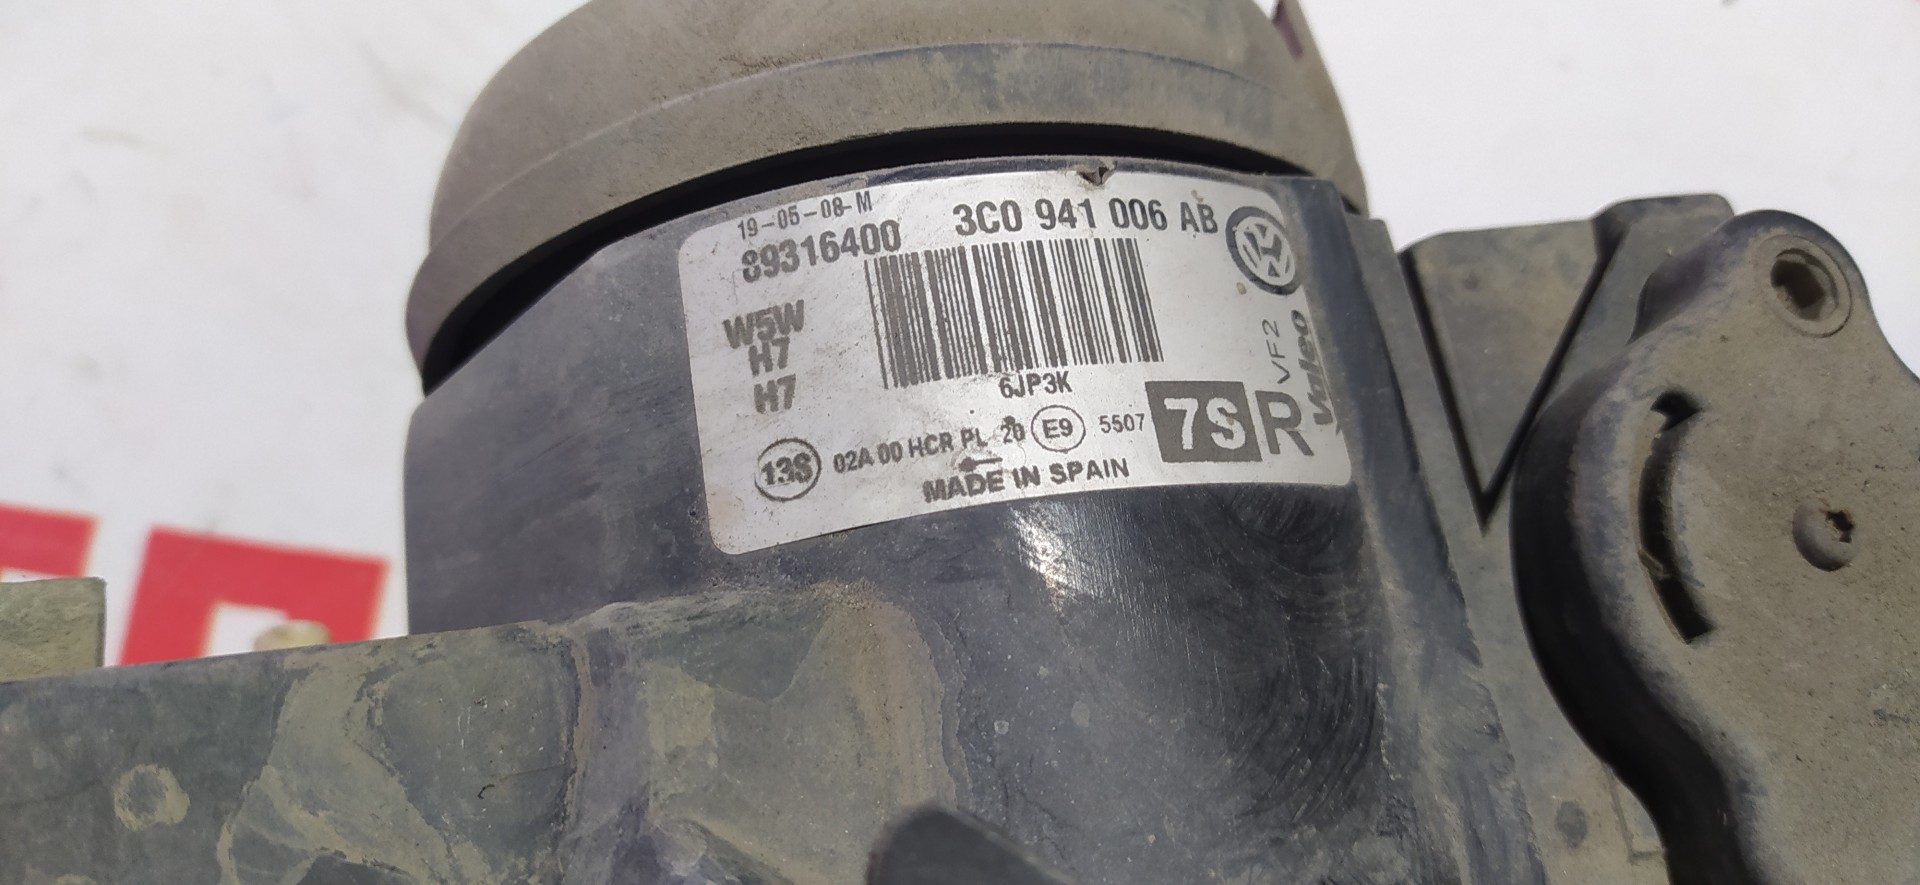 19-05-08-M
89316400 3C0 941 006 AB
W5W
H7
H7
6JP3K
VF2
Valeo
13S 02A 00 HCR PL 20 E9 5507 7S R
MADE IN SPAIN